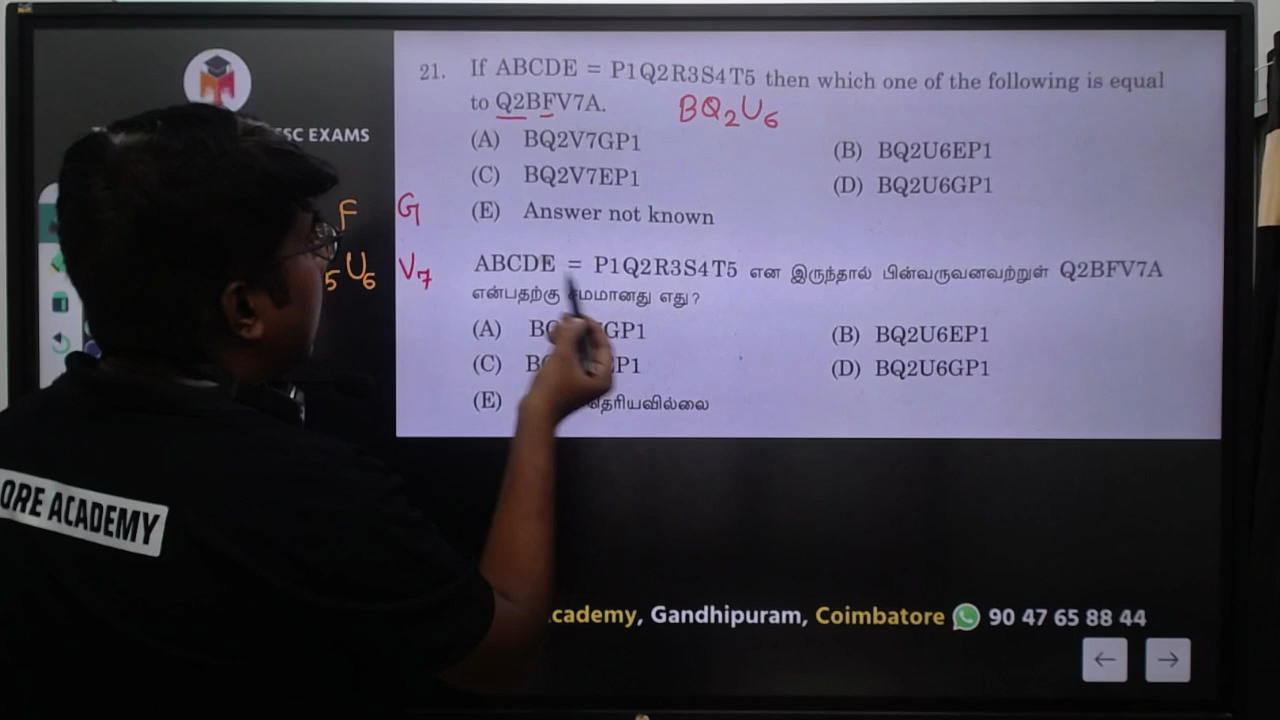 SSC EXAMS
21. If ABCDE = P1Q2R3S4T5 then which one of the following is equal
to Q2BFV7A. BQ2U6
(A) BQ2V7GP1 (B) BQ2U6EP1
(C) BQ2V7EP1 (D) BQ2U6GP1
(E) Answer not known
F G
5 U6 V7
ABCDE = P1Q2R3S4T5 என இருந்தால் பின்வருவனவற்றுள் Q2BFV7A
என்பதற்கு சமமானது எது?
(A) GP1 (B) BQ2U6EP1
(C) P1 (D) BQ2U6GP1
(E) தெரியவில்லை
ORE ACADEMY
cademy, Gandhipuram, Coimbatore 90 47 65 88 44